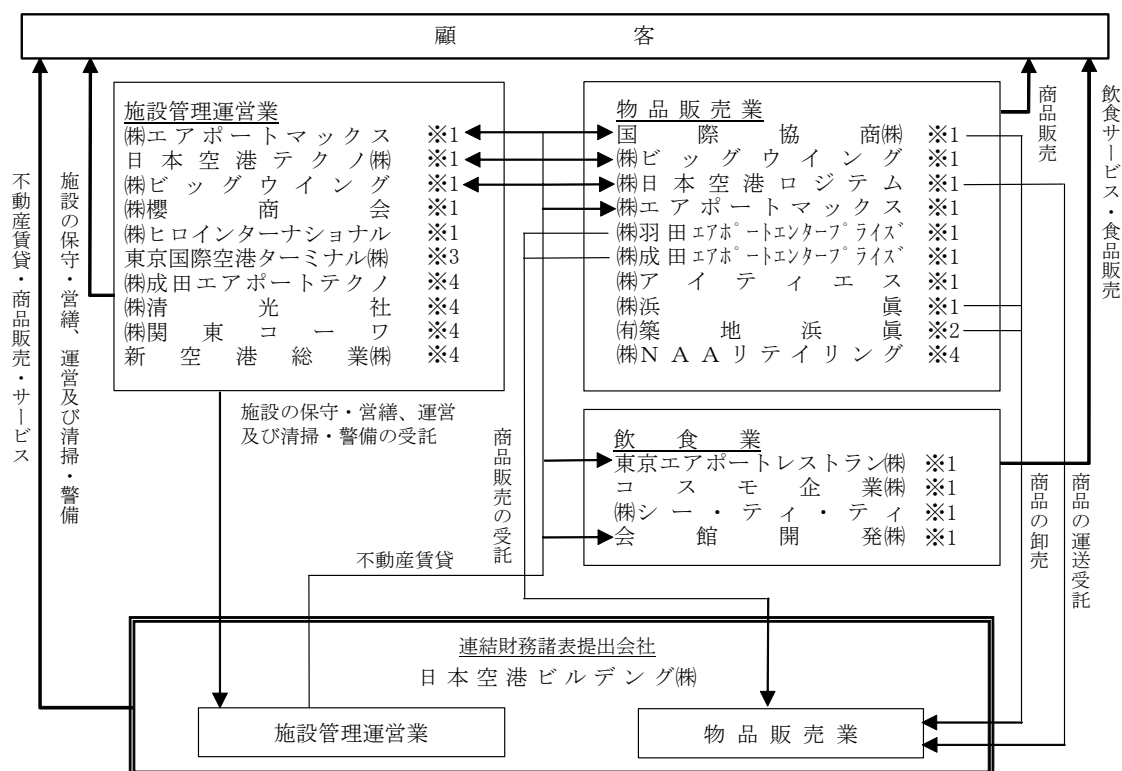 顧客
施設管理運営業
㈱エアポートマックス ※1
日本空港テクノ㈱ ※1
㈱ビッグウイング ※1
㈱櫻商会 ※1
㈱ヒロインターナショナル ※1
東京国際空港ターミナル㈱ ※3
㈱成田エアポートテクノ ※4
㈱清光社 ※4
㈱関東コーワ ※4
新空港総業㈱ ※4
物品販売業
国際協商㈱ ※1
㈱ビッグウイング ※1
㈱日本空港ロジテム ※1
㈱エアポートマックス ※1
㈱羽田エアポートエンタープライズ ※1
㈱成田エアポートエンタープライズ ※1
㈱アイティエス ※1
㈱浜眞 ※1
㈲築地浜眞 ※2
㈱NAAリテイリング ※4
飲食業
東京エアポートレストラン㈱ ※1
コスモ企業㈱ ※1
㈱シー・ティ・ティ ※1
会館開発㈱ ※1
不動産賃貸・商品販売・サービス
施設の保守・営繕、運営及び清掃・警備
商品販売
飲食サービス・食品販売
施設の保守・営繕、運営
及び清掃・警備の受託
商品販売の受託
不動産賃貸
商品の卸売
商品の運送受託
連結財務諸表提出会社
日本空港ビルデング㈱
施設管理運営業
物品販売業